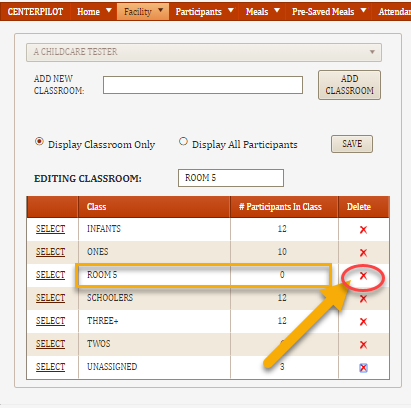 CENTERPILOT Home Facility Participants Meals Pre-Saved Meals Attendan
A CHILDCARE TESTER
ADD NEW
CLASSROOM:
ADD
CLASSROOM
Display Classroom Only Display All Participants SAVE
EDITING CLASSROOM: ROOM 5
Class # Participants In Class Delete
SELECT INFANTS 12
SELECT ONES 10
SELECT ROOM 5 0
SELECT SCHOOLERS 12
SELECT THREE+ 12
SELECT TWOS
SELECT UNASSIGNED 3